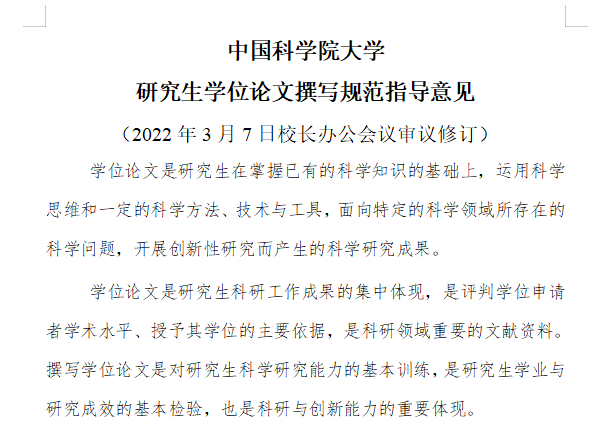 中国科学院大学
研究生学位论文撰写规范指导意见
（2022 年 3 月 7 日校长办公会议审议修订）
学位论文是研究生在掌握已有的科学知识的基础上，运用科学
思维和一定的科学方法、技术与工具，面向特定的科学领域所存在的
科学问题，开展创新性研究而产生的科学研究成果。
学位论文是研究生科研工作成果的集中体现，是评判学位申请
者学术水平、授予其学位的主要依据，是科研领域重要的文献资料。
撰写学位论文是对研究生科学研究能力的基本训练，是研究生学业与
研究成效的基本检验，也是科研与创新能力的重要体现。